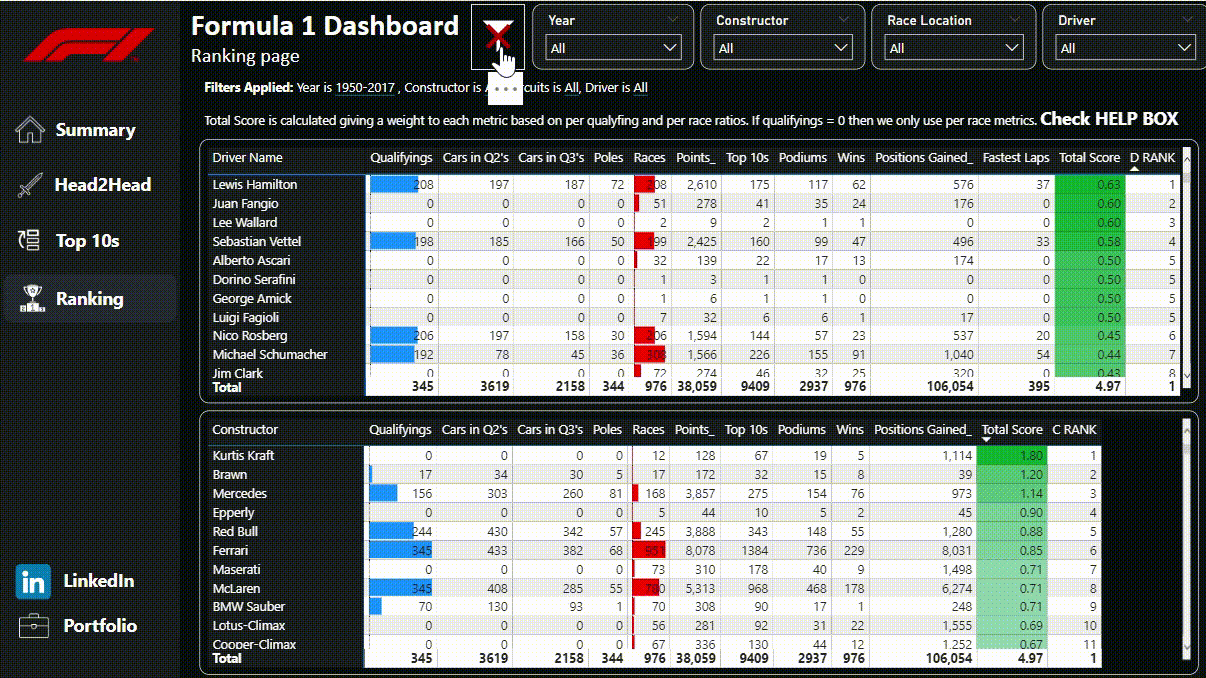 F1
Formula 1 Dashboard
Ranking page
Year
All
Constructor
All
Race Location
All
Driver
All
Filters Applied: Year is 1950-2017 , Constructor is cuits is All, Driver is All
Total Score is calculated giving a weight to each metric based on per qualyfing and per race ratios. If qualifyings = 0 then we only use per race metrics. Check HELP BOX
Summary
Head2Head
Top 10s
Ranking
LinkedIn
Portfolio
Driver Name Qualifyings Cars in Q2's Cars in Q3's Poles Races Points_ Top 10s Podiums Wins Positions Gained_ Fastest Laps Total Score D RANK
Lewis Hamilton 208 197 187 72 208 2,610 175 117 62 576 37 0.63 1
Juan Fangio 0 0 0 0 51 278 41 35 24 176 0 0.60 2
Lee Wallard 0 0 0 0 2 9 2 1 1 0 0 0.60 3
Sebastian Vettel 198 185 166 50 199 2,425 160 99 47 496 33 0.58 4
Alberto Ascari 0 0 0 0 32 139 22 17 13 174 0 0.50 5
Dorino Serafini 0 0 0 0 1 3 1 1 0 0 0 0.50 5
George Amick 0 0 0 0 1 6 1 1 0 0 0 0.50 5
Luigi Fagioli 0 0 0 0 7 32 6 6 1 17 0 0.50 5
Nico Rosberg 206 197 158 30 206 1,594 144 57 23 537 20 0.45 6
Michael Schumacher 192 78 45 36 308 1,566 226 155 91 1,040 54 0.44 7
Jim Clark 0 0 0 0 72 274 46 32 25 320 0 0.43 8
Total 345 3619 2158 344 976 38,059 9409 2937 976 106,054 395 4.97 1
Constructor Qualifyings Cars in Q2's Cars in Q3's Poles Races Points_ Top 10s Podiums Wins Positions Gained_ Total Score C RANK
Kurtis Kraft 0 0 0 0 12 128 67 19 5 1,114 1.80 1
Brawn 17 34 30 5 17 172 32 15 8 39 1.20 2
Mercedes 156 303 260 81 168 3,857 275 154 76 973 1.14 3
Epperly 0 0 0 0 5 44 10 5 2 45 0.90 4
Red Bull 244 430 342 57 245 3,888 343 148 55 1,280 0.88 5
Ferrari 345 433 382 68 951 8,078 1384 736 229 8,031 0.85 6
Maserati 0 0 0 0 73 310 178 40 9 1,498 0.71 7
McLaren 345 408 285 55 780 5,313 968 468 178 6,274 0.71 8
BMW Sauber 70 130 93 1 70 308 90 17 1 248 0.71 9
Lotus-Climax 0 0 0 0 56 281 92 31 22 1,555 0.69 10
Cooper-Climax 0 0 0 0 67 336 130 44 12 1,252 0.67 11
Total 345 3619 2158 344 976 38,059 9409 2937 976 106,054 4.97 1